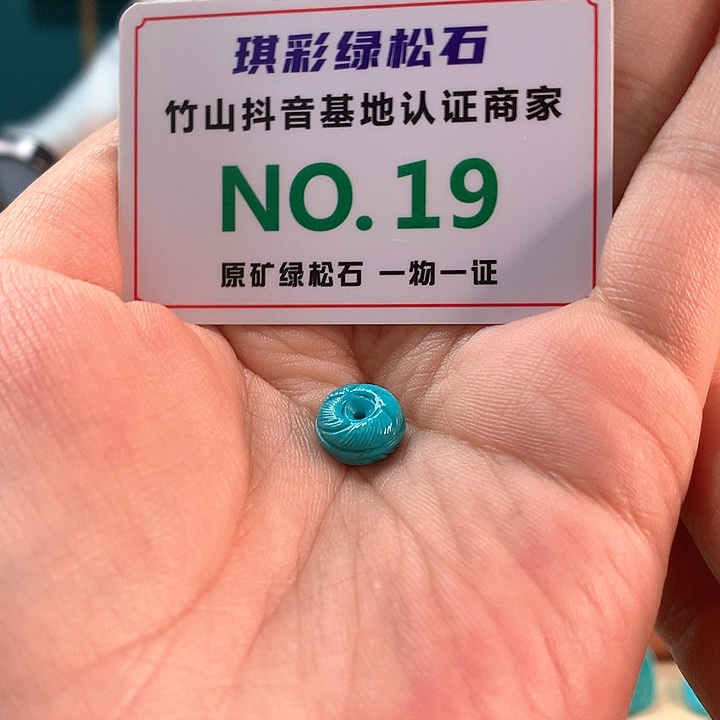 琪彩绿松石
竹山抖音基地认证商家
NO.19
原矿绿松石 一物一证